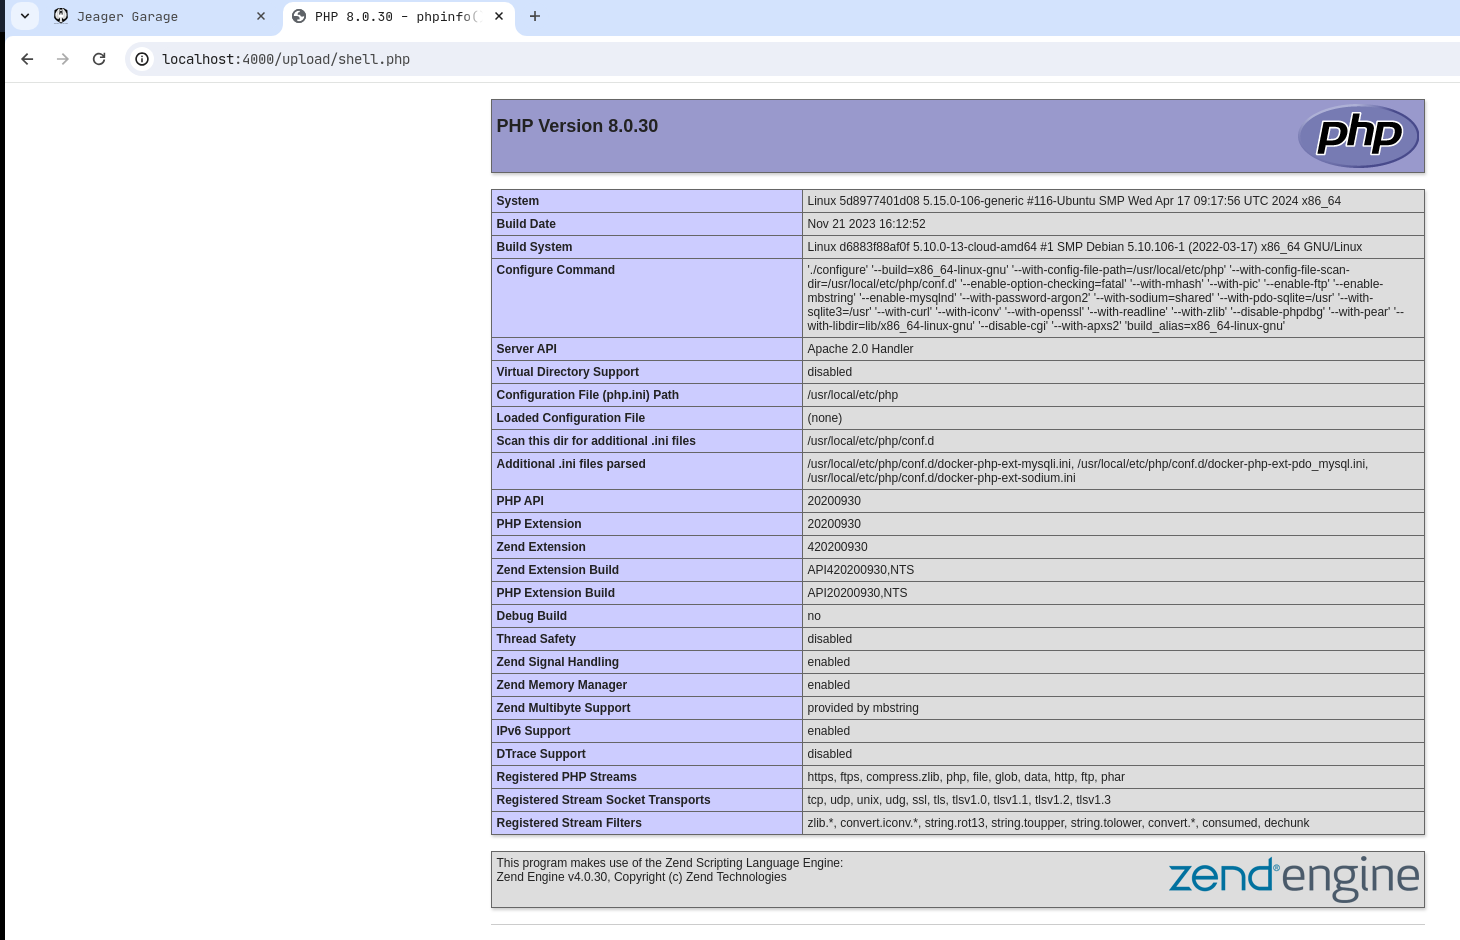 Jeager Garage
PHP 8.0.30 - phpinfo(
localhost:4000/upload/shell.php
PHP Version 8.0.30
php
System Linux 5d8977401d08 5.15.0-106-generic #116-Ubuntu SMP Wed Apr 17 09:17:56 UTC 2024 x86_64
Build Date Nov 21 2023 16:12:52
Build System Linux d6883f88af0f 5.10.0-13-cloud-amd64 #1 SMP Debian 5.10.106-1 (2022-03-17) x86_64 GNU/Linux
Configure Command './configure' '--build=x86_64-linux-gnu' '--with-config-file-path=/usr/local/etc/php' '--with-config-file-scan-
dir=/usr/local/etc/php/conf.d' '--enable-option-checking=fatal' '--with-mhash' '--with-pic' '--enable-ftp' '--enable-
mbstring' '--enable-mysqlnd' '--with-password-argon2' '--with-sodium=shared' '--with-pdo-sqlite=/usr' '--with-
sqlite3=/usr' '--with-curl' '--with-iconv' '--with-openssl' '--with-readline' '--with-zlib' '--disable-phpdbg' '--with-pear' '--
with-libdir=lib/x86_64-linux-gnu' '--disable-cgi' '--with-apxs2' 'build_alias=x86_64-linux-gnu'
Server API Apache 2.0 Handler
Virtual Directory Support disabled
Configuration File (php.ini) Path /usr/local/etc/php
Loaded Configuration File (none)
Scan this dir for additional .ini files /usr/local/etc/php/conf.d
Additional .ini files parsed /usr/local/etc/php/conf.d/docker-php-ext-mysqli.ini, /usr/local/etc/php/conf.d/docker-php-ext-pdo_mysql.ini,
/usr/local/etc/php/conf.d/docker-php-ext-sodium.ini
PHP API 20200930
PHP Extension 20200930
Zend Extension 420200930
Zend Extension Build API420200930,NTS
PHP Extension Build API20200930,NTS
Debug Build no
Thread Safety disabled
Zend Signal Handling enabled
Zend Memory Manager enabled
Zend Multibyte Support provided by mbstring
IPv6 Support enabled
DTrace Support disabled
Registered PHP Streams https, ftps, compress.zlib, php, file, glob, data, http, ftp, phar
Registered Stream Socket Transports tcp, udp, unix, udg, ssl, tls, tlsv1.0, tlsv1.1, tlsv1.2, tlsv1.3
Registered Stream Filters zlib.*, convert.iconv.*, string.rot13, string.toupper, string.tolower, convert.*, consumed, dechunk
This program makes use of the Zend Scripting Language Engine:
Zend Engine v4.0.30, Copyright (c) Zend Technologies
zend® engine